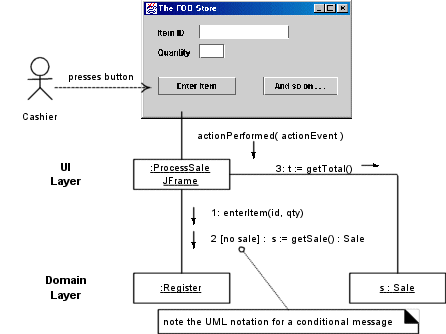 The FOO Store
Item ID
Quantity
Enter Item
And so on...
presses button
Cashier
actionPerformed( actionEvent )
UI
Layer
:ProcessSale
JFrame
3: t := getTotal()
1: enterItem(id, qty)
2 [no sale] : s := getSale() : Sale
Domain
Layer
:Register
s : Sale
note the UML notation for a conditional message